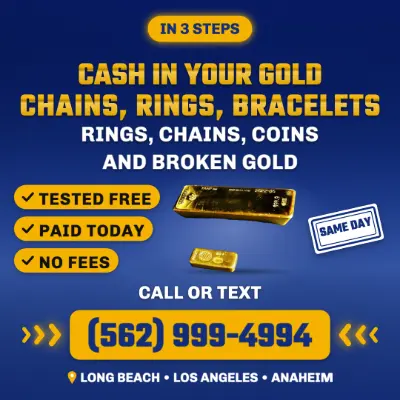 IN 3 STEPS
CASH IN YOUR GOLD
CHAINS, RINGS, BRACELETS
RINGS, CHAINS, COINS
AND BROKEN GOLD
TESTED FREE
PAID TODAY
NO FEES
SAME DAY
CALL OR TEXT
(562) 999-4994
LONG BEACH • LOS ANGELES • ANAHEIM